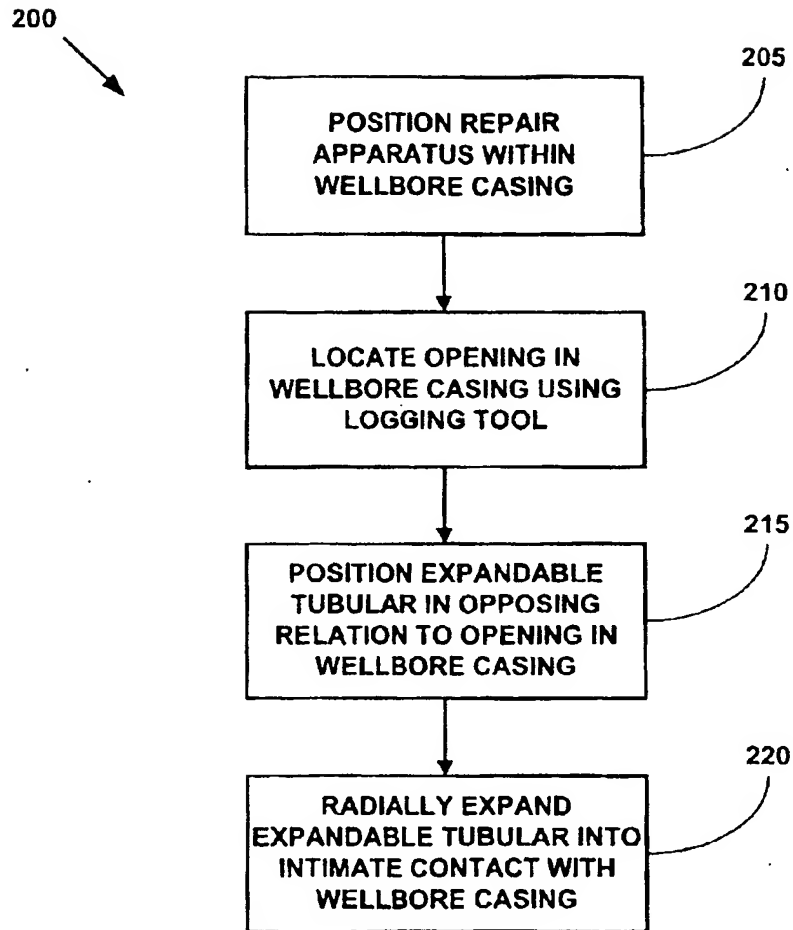 200
205
POSITION REPAIR
APPARATUS WITHIN
WELLBORE CASING
210
LOCATE OPENING IN
WELLBORE CASING USING
LOGGING TOOL
215
POSITION EXPANDABLE
TUBULAR IN OPPOSING
RELATION TO OPENING IN
WELLBORE CASING
220
RADIALLY EXPAND
EXPANDABLE TUBULAR INTO
INTIMATE CONTACT WITH
WELLBORE CASING